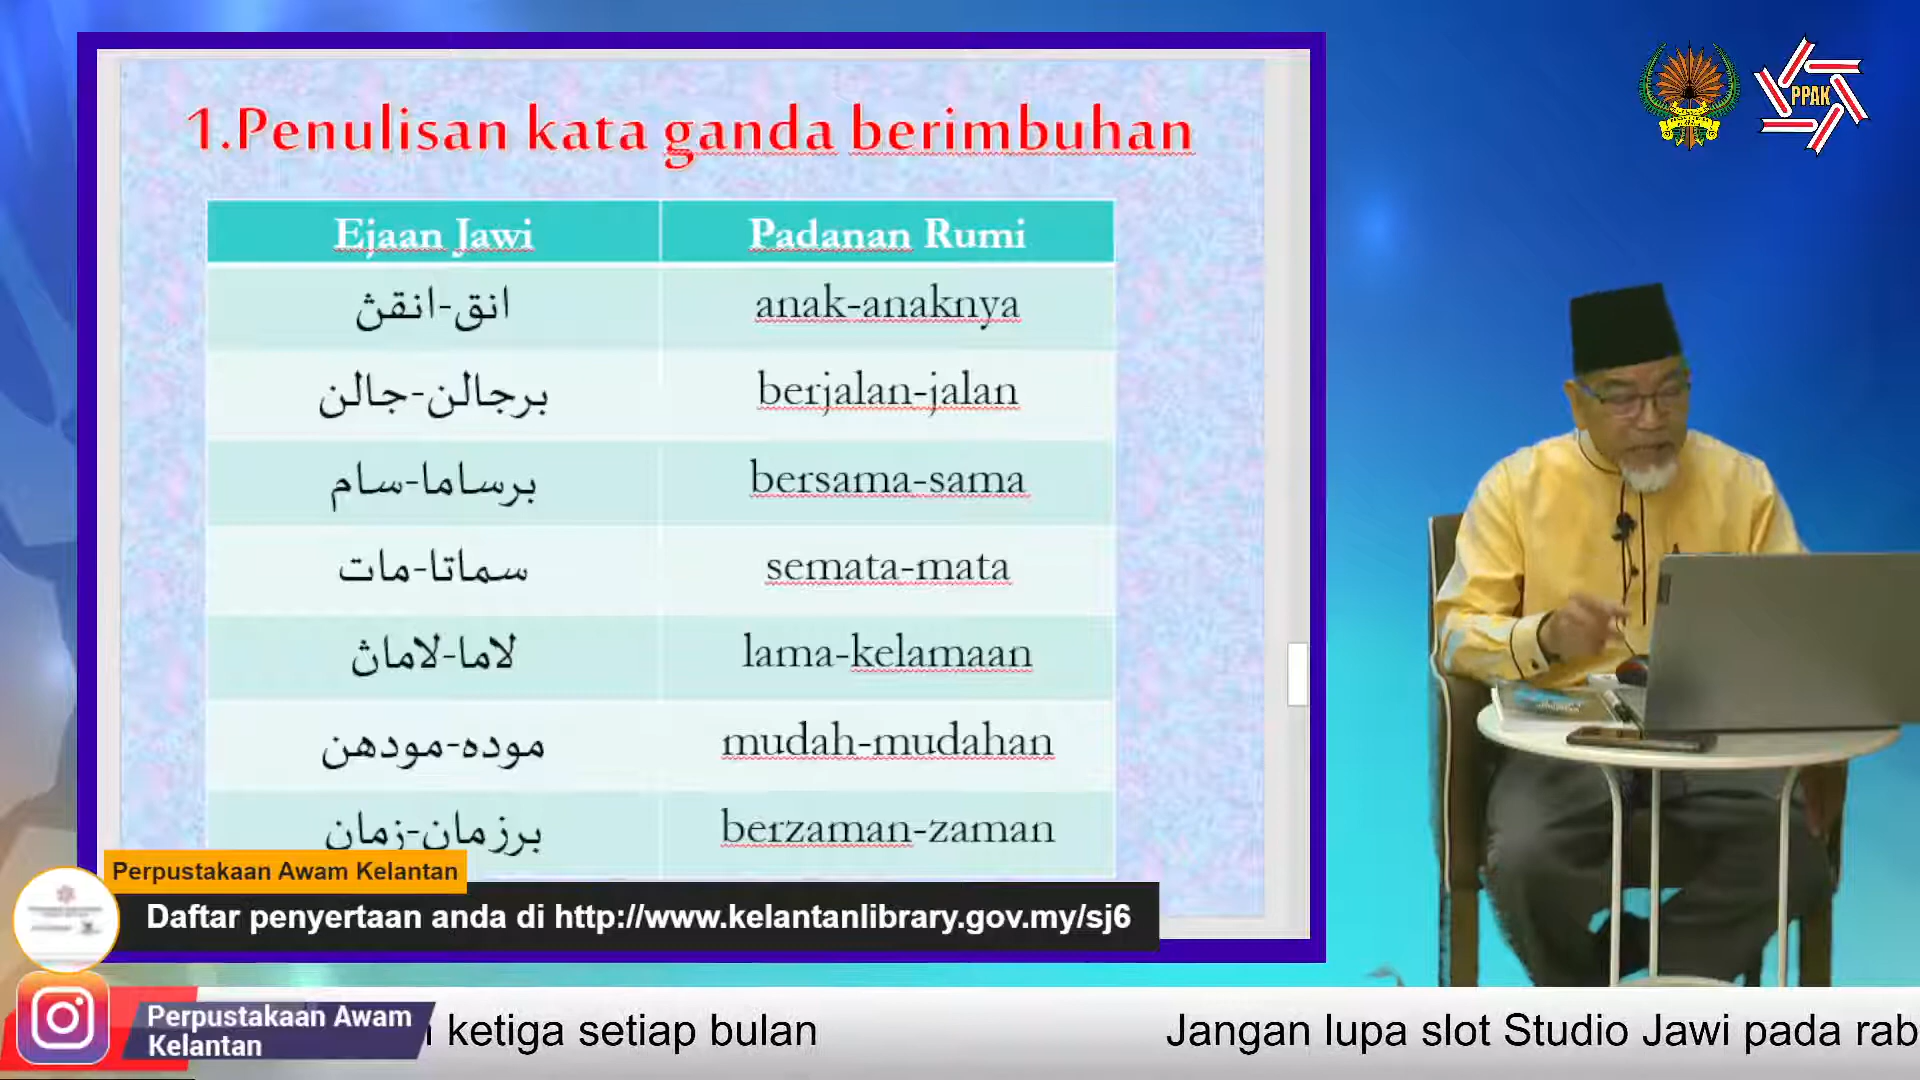 1.Penulisan kata ganda berimbuhan
Ejaan Jawi
Padanan Rumi
انق-انقڽ
anak-anaknya
برجالن-جالن
berjalan-jalan
برساما-سام
bersama-sama
سماتا-مات
semata-mata
لاما-لاماڽ
lama-kelamaan
موده-مودهن
mudah-mudahan
برزمان-زمان
berzaman-zaman
PPAK
Perpustakaan Awam Kelantan
Daftar penyertaan anda di http://www.kelantanlibrary.gov.my/sj6
Perpustakaan Awam
Kelantan
ketiga setiap bulan
Jangan lupa slot Studio Jawi pada rab